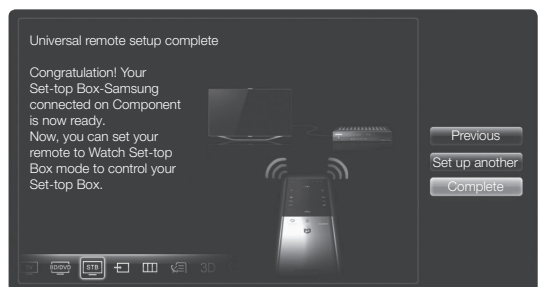 Universal remote setup complete
Congratulation! Your
Set-top Box-Samsung
connected on Component
is now ready.
Now, you can set your
remote to Watch Set-top
Box mode to control your
Set-top Box.
Previous
Set up another
Complete
TV
BD/DVD
STB
3D